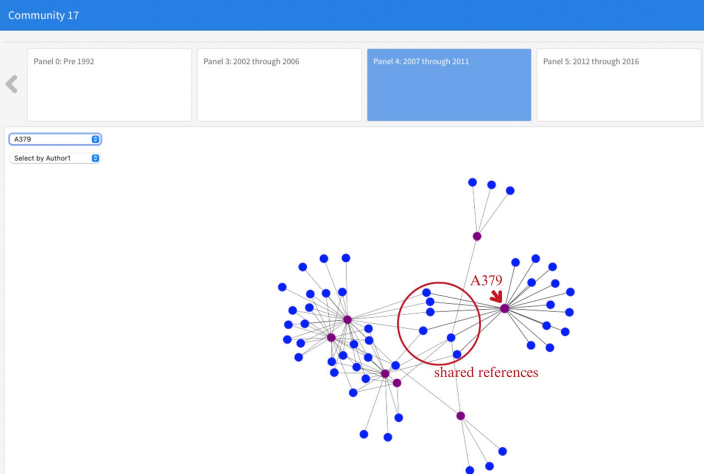 Community 17
Panel 0: Pre 1992
Panel 3: 2002 through 2006
Panel 4: 2007 through 2011
Panel 5: 2012 through 2016
A379
Select by Author1
A379
shared references